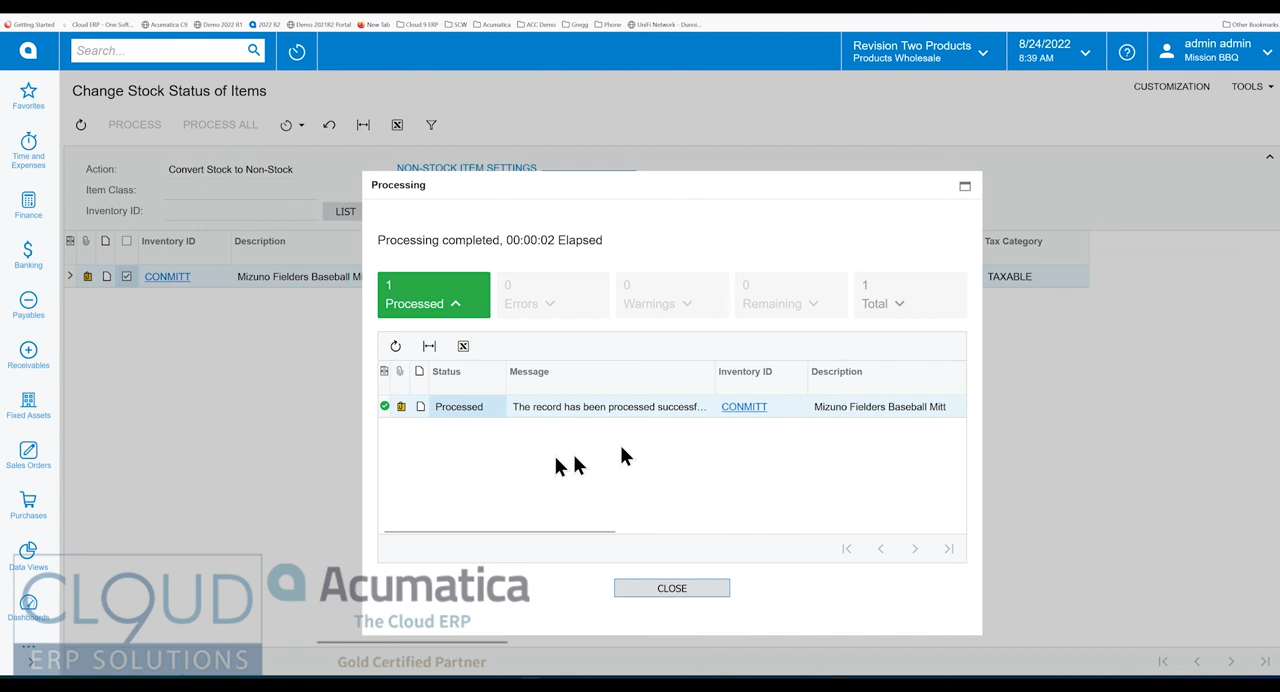 Getting Started
Cloud ERP - One Soft...
Acumatica C9
Demo 2022 R1
2022 R2
Demo 2021R2 Portal
New Tab
Cloud 9 ERP
SCW
Acumatica
ACC Demo
Gregg
Phone
UniFi Network - Dunni...
Other Bookmarks
Search...
Revision Two Products
Products Wholesale
8/24/2022
8:39 AM
admin admin
Mission BBQ
Favorites
Time and
Expenses
Finance
Banking
Payables
Receivables
Fixed Assets
Sales Orders
Purchases
Data Views
Dashboards
Change Stock Status of Items
CUSTOMIZATION
TOOLS
PROCESS
PROCESS ALL
Action:
Convert Stock to Non-Stock
NON-STOCK ITEM SETTINGS
Item Class:
Inventory ID:
LIST
Inventory ID
Description
Tax Category
CONMITT
Mizuno Fielders Baseball Mi
TAXABLE
Processing
Processing completed, 00:00:02 Elapsed
1
Processed
0
Errors
0
Warnings
0
Remaining
1
Total
Status
Message
Inventory ID
Description
Processed
The record has been processed successf...
CONMITT
Mizuno Fielders Baseball Mitt
CLOSE
CLOUD
9
ERP SOLUTIONS
Acumatica
The Cloud ERP
Gold Certified Partner